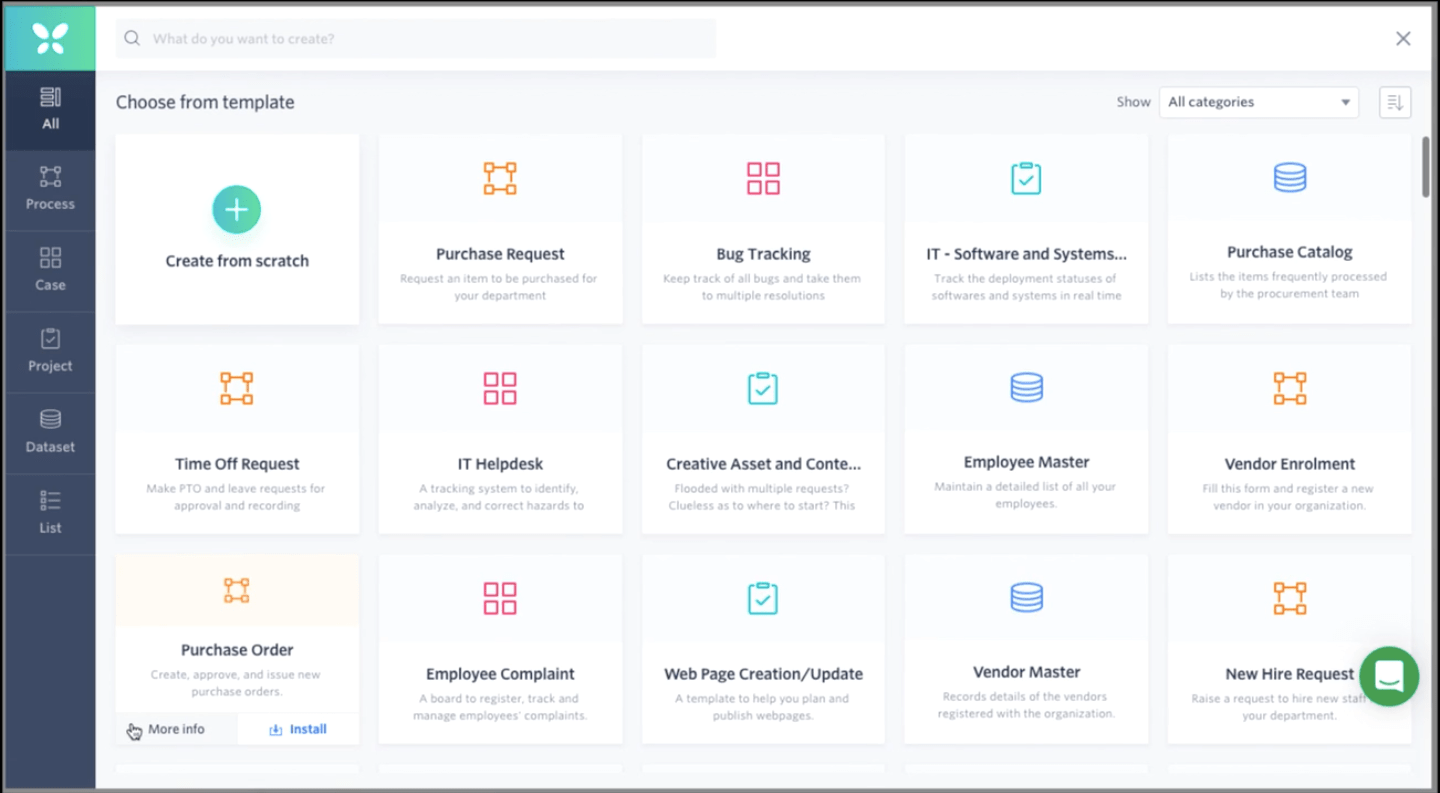 What do you want to create?
All
Process
Case
Project
Dataset
List
Choose from template
Show
All categories
Create from scratch
Purchase Request
Request an item to be purchased for
your department
Bug Tracking
Keep track of all bugs and take them
to multiple resolutions
IT - Software and Systems...
Track the deployment statuses of
softwares and systems in real time
Purchase Catalog
Lists the items frequently processed
by the procurement team
Time Off Request
Make PTO and leave requests for
approval and recording
IT Helpdesk
A tracking system to identify,
analyze, and correct hazards to
Creative Asset and Conte...
Flooded with multiple requests?
Clueless as to where to start? This
Employee Master
Maintain a detailed list of all your
employees.
Vendor Enrolment
Fill this form and register a new
vendor in your organization.
Purchase Order
Create, approve, and issue new
purchase orders.
More info
Install
Employee Complaint
A board to register, track and
manage employees' complaints.
Web Page Creation/Update
A template to help you plan and
publish webpages.
Vendor Master
Records details of the vendors
registered with the organization.
New Hire Request
Raise a request to hire new staff
your department.